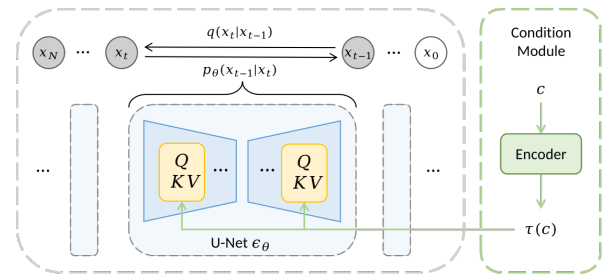 q(x_t|x_{t−1})
x_N ... x_t x_{t−1} ... x_0
p_θ(x_{t−1}|x_t)
Q ... ... Q
KV KV
... ...
U-Net ϵ_θ
Condition
Module
c
Encoder
τ(c)